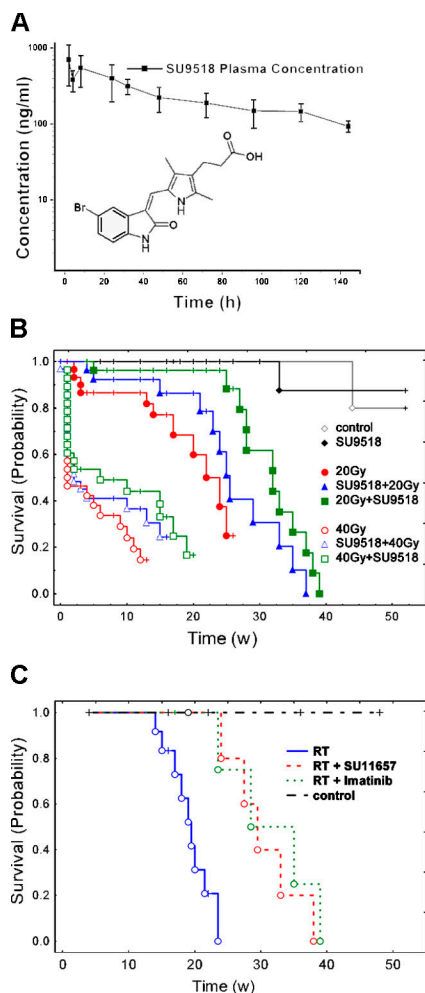 A
SU9518 Plasma Concentration
1000
100
10
Concentration (ng/ml)
O
OH
Br
N
H
O
N
H
0 20 40 60 80 100 120 140
Time (h)
B
1.0
0.8
0.6
0.4
0.2
0.0
Survival (Probability)
control
SU9518
20Gy
SU9518+20Gy
20Gy+SU9518
40Gy
SU9518+40Gy
40Gy+SU9518
0 10 20 30 40 50
Time (w)
C
1.0
0.8
0.6
0.4
0.2
0.0
Survival (Probability)
RT
RT + SU11657
RT + Imatinib
control
0 10 20 30 40 50
Time (w)